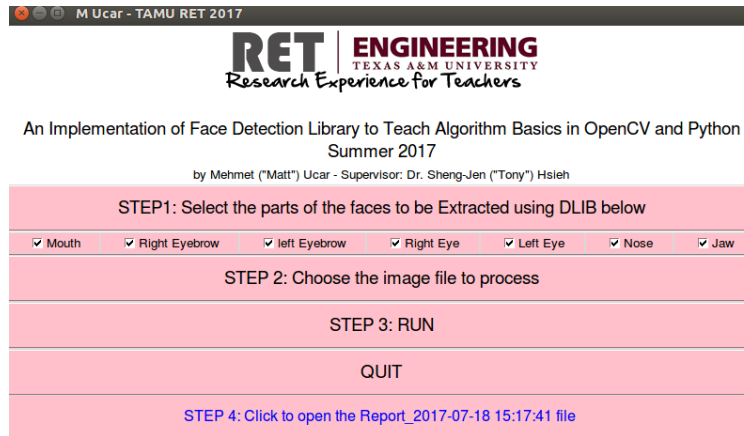 M Ucar - TAMU RET 2017
RET ENGINEERING
TEXAS A&M UNIVERSITY
Research Experience for Teachers
An Implementation of Face Detection Library to Teach Algorithm Basics in OpenCV and Python
Summer 2017
by Mehmet ("Matt") Ucar - Supervisor: Dr. Sheng-Jen ("Tony") Hsieh
STEP1: Select the parts of the faces to be Extracted using DLIB below
Mouth Right Eyebrow left Eyebrow Right Eye Left Eye Nose Jaw
STEP 2: Choose the image file to process
STEP 3: RUN
QUIT
STEP 4: Click to open the Report_2017-07-18 15:17:41 file